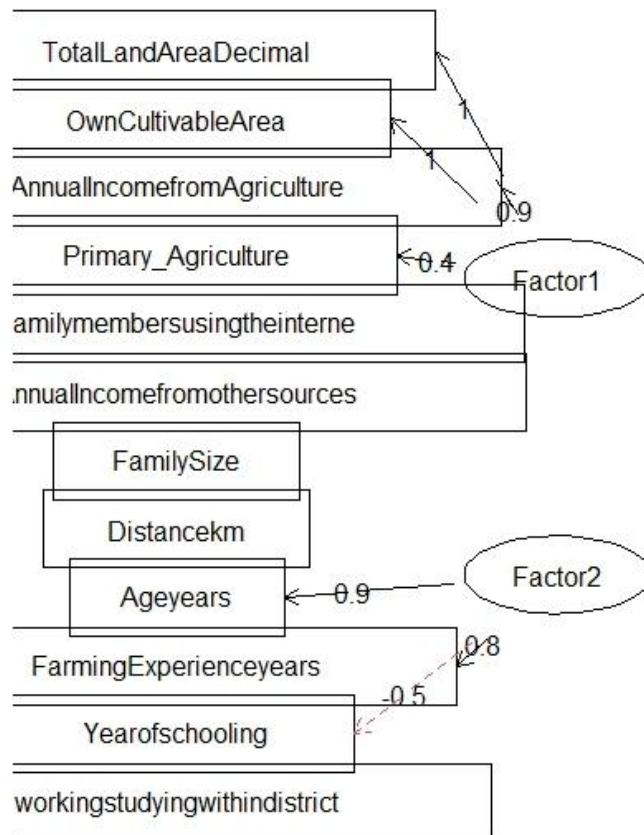 TotalLandAreaDecimal
1
OwnCultivableArea
1
AnnualIncomefromAgriculture
0.9
Primary_Agriculture
0.4
Factor1
amilymembersusingtheinterne
nnualIncomefromothersources
FamilySize
Distancekm
Factor2
Ageyears
0.9
FarmingExperienceyears
0.8
-0.5
Yearofschooling
workingstudyingwithindistrict